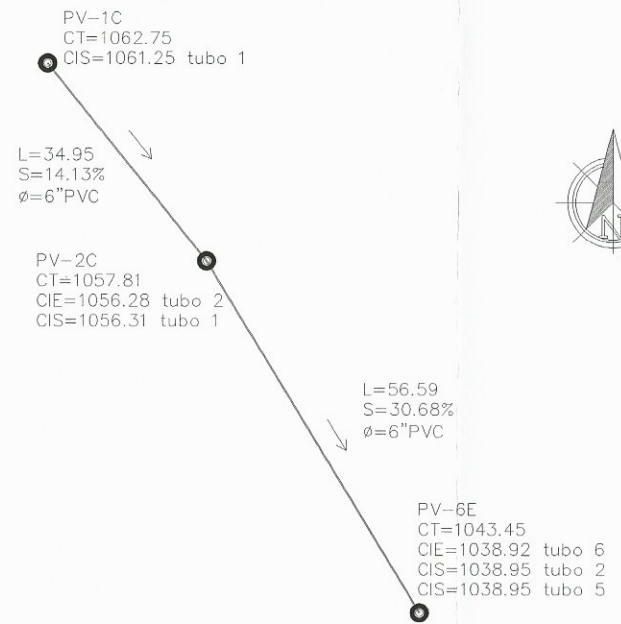 PV-1C
CT=1062.75
CIS=1061.25 tubo 1
L=34.95
S=14.13%
ø=6"PVC
PV-2C
CT=1057.81
CIE=1056.28 tubo 2
CIS=1056.31 tubo 1
L=56.59
S=30.68%
ø=6"PVC
PV-6E
CT=1043.45
CIE=1038.92 tubo 6
CIS=1038.95 tubo 2
CIS=1038.95 tubo 5
N